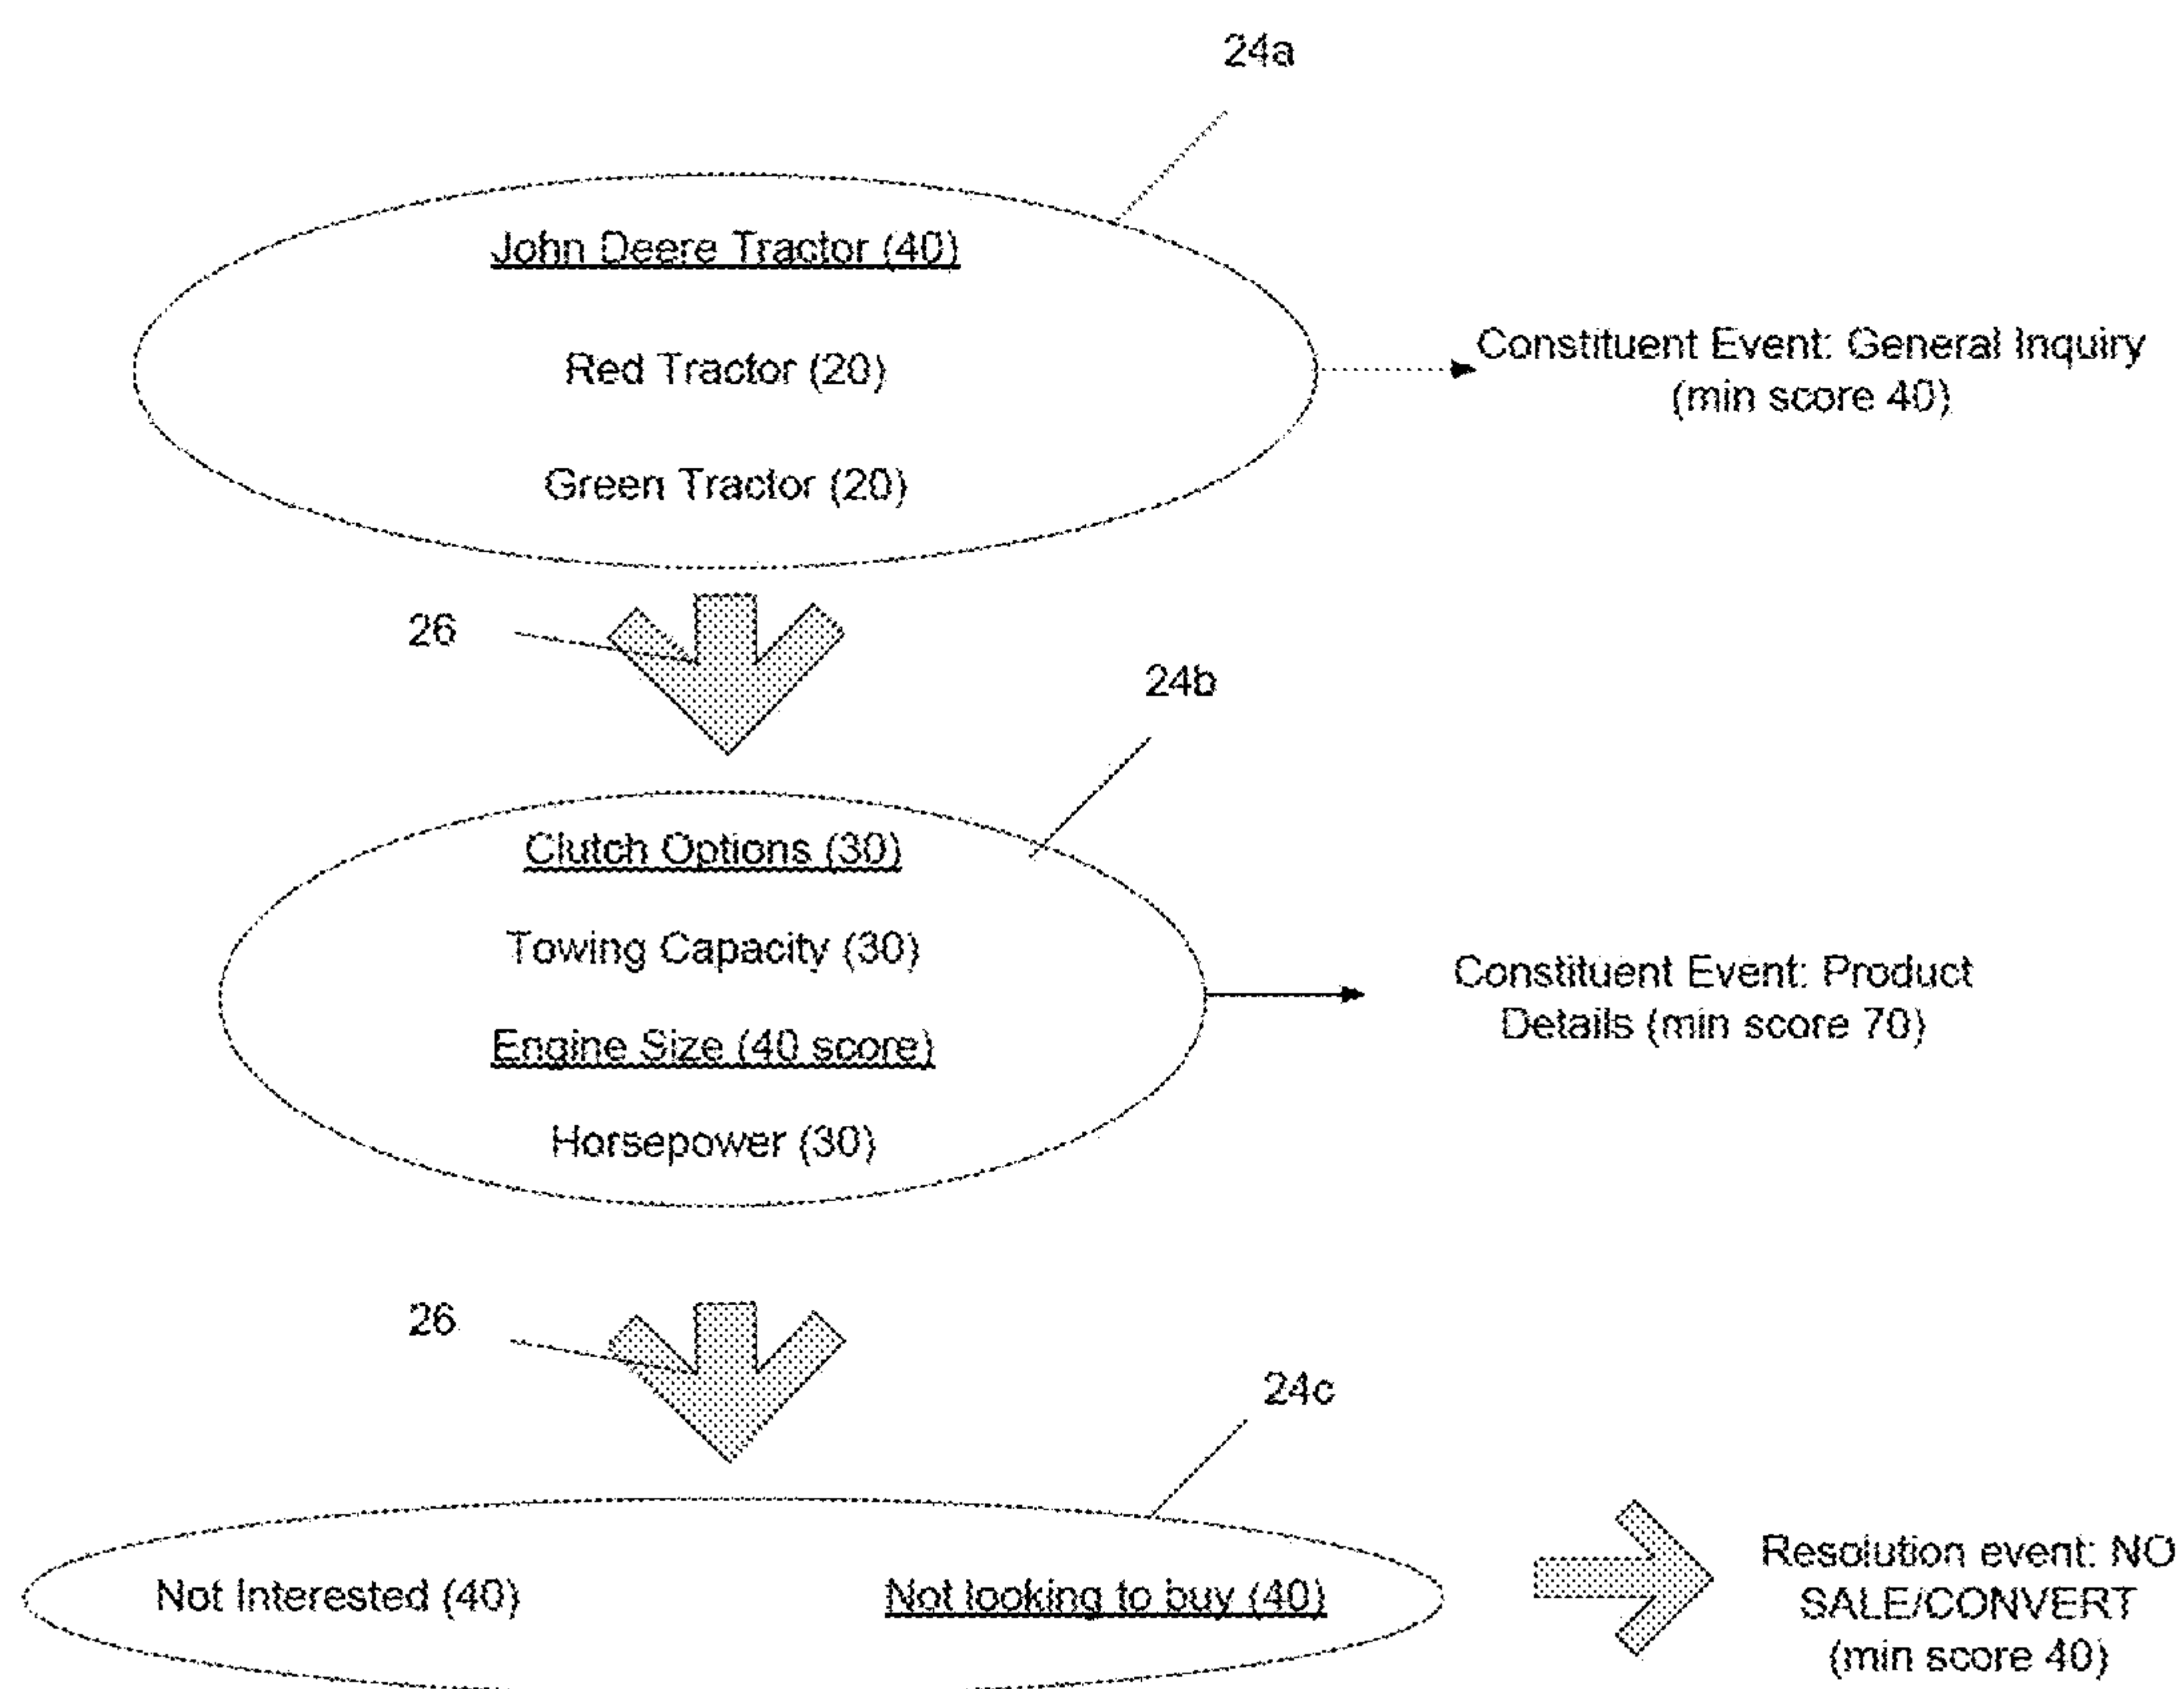 24a
John Deere Tractor (40)
Red Tractor (20)
Green Tractor (20)
Constituent Event: General Inquiry
(min score 40)
26
24b
Clutch Options (30)
Towing Capacity (30)
Engine Size (40 score)
Horsepower (30)
Constituent Event: Product
Details (min score 70)
26
24c
Not Interested (40)
Not looking to buy (40)
Resolution event: NO
SALE/CONVERT
(min score 40)